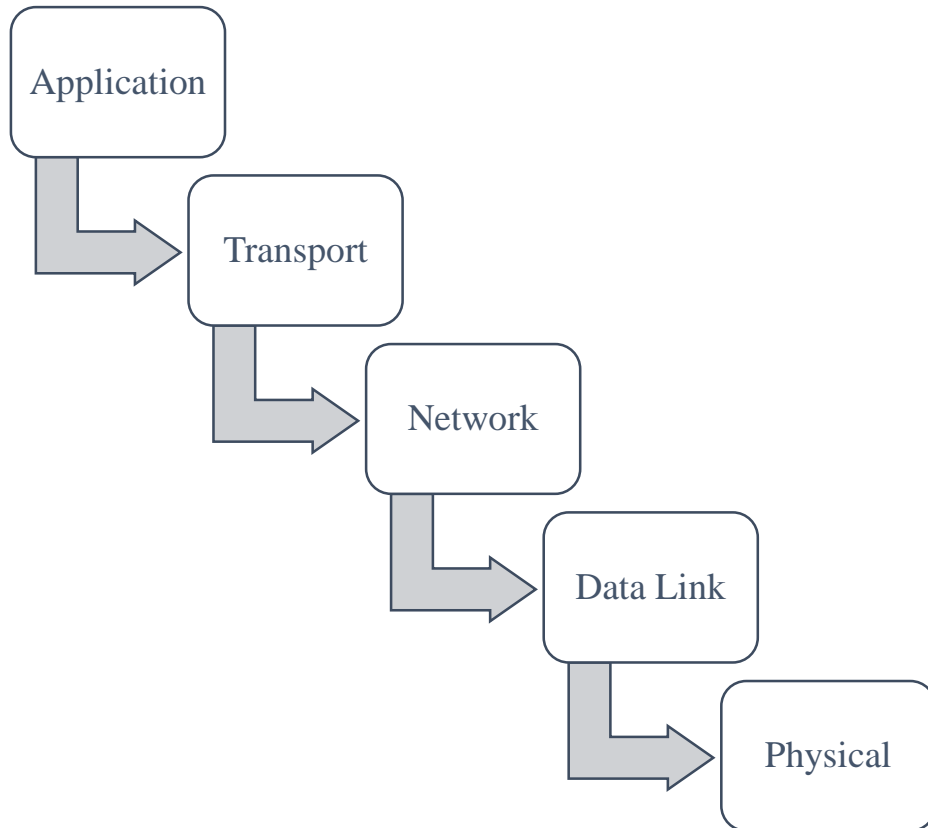 Application
Transport
Network
Data Link
Physical